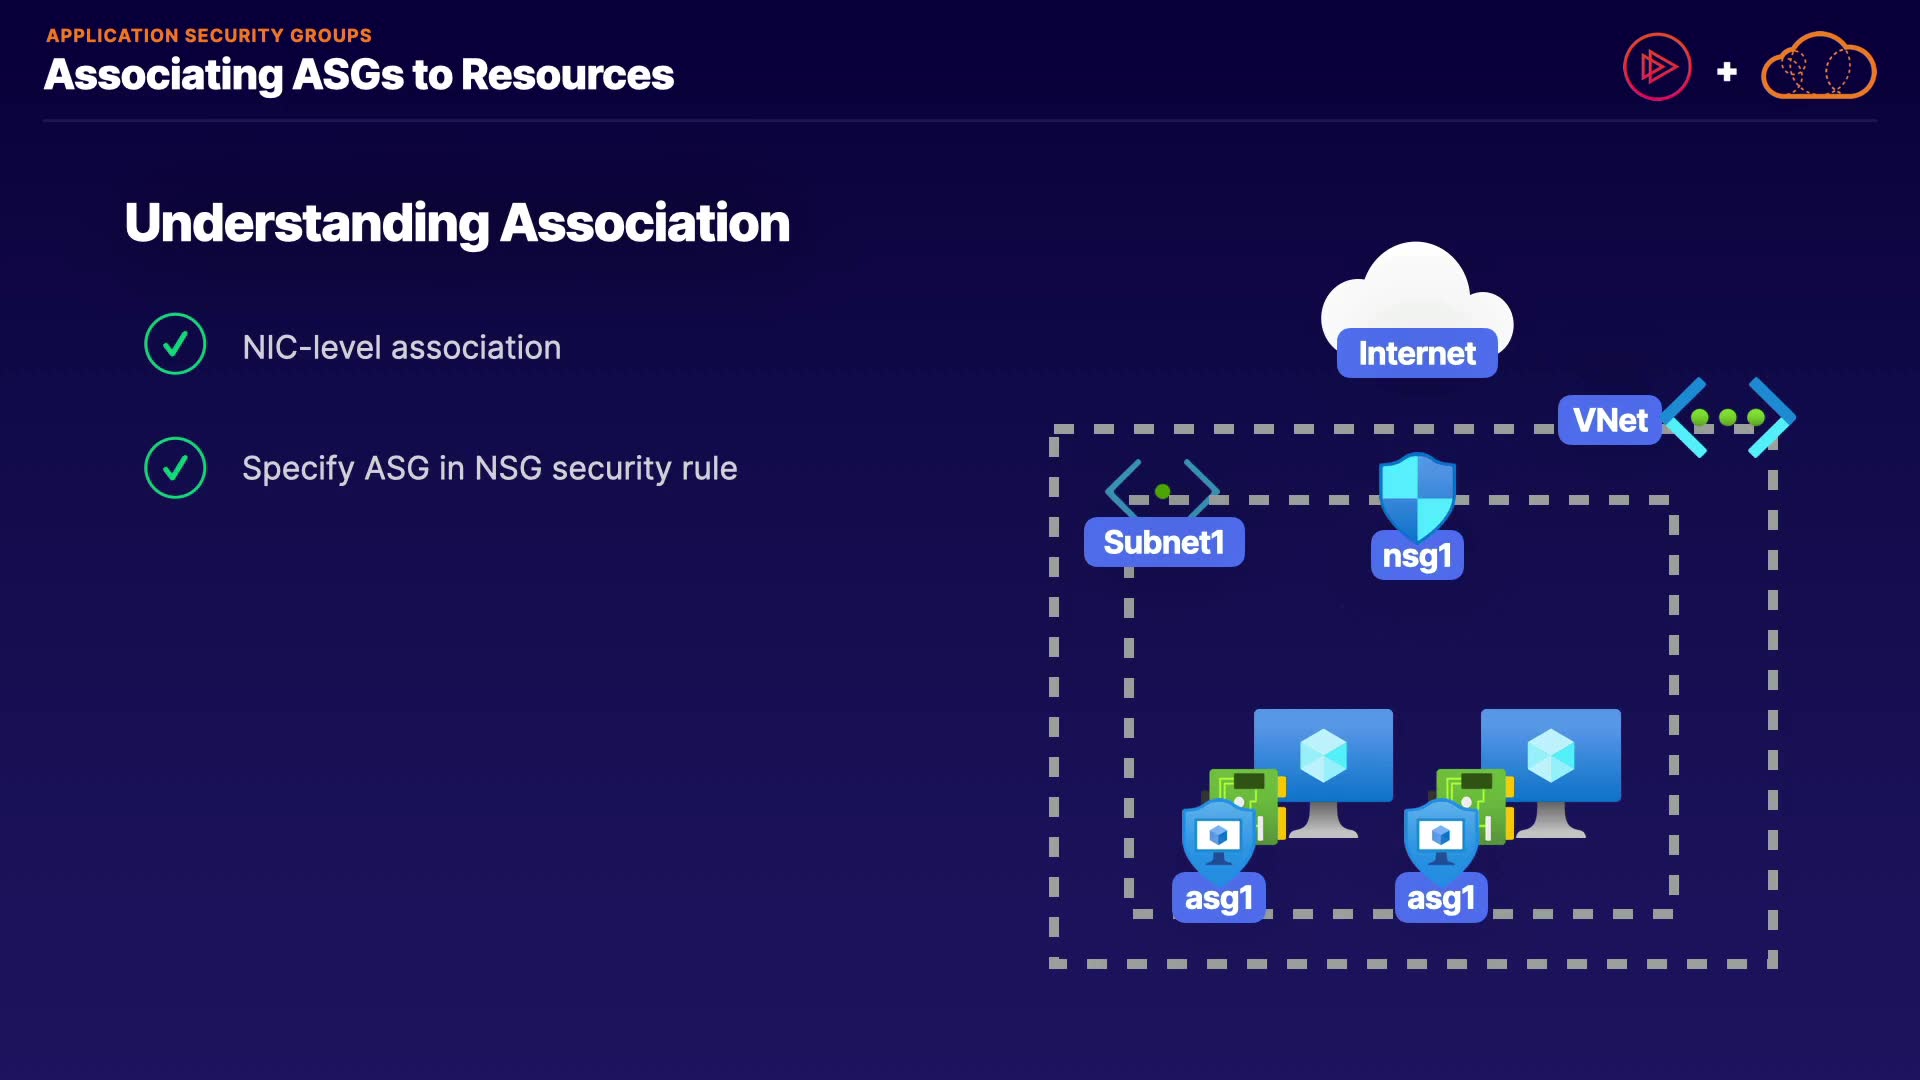 APPLICATION SECURITY GROUPS
Associating ASGs to Resources
Understanding Association
NIC-level association
Specify ASG in NSG security rule
Internet
VNet
Subnet1
nsg1
asg1
asg1